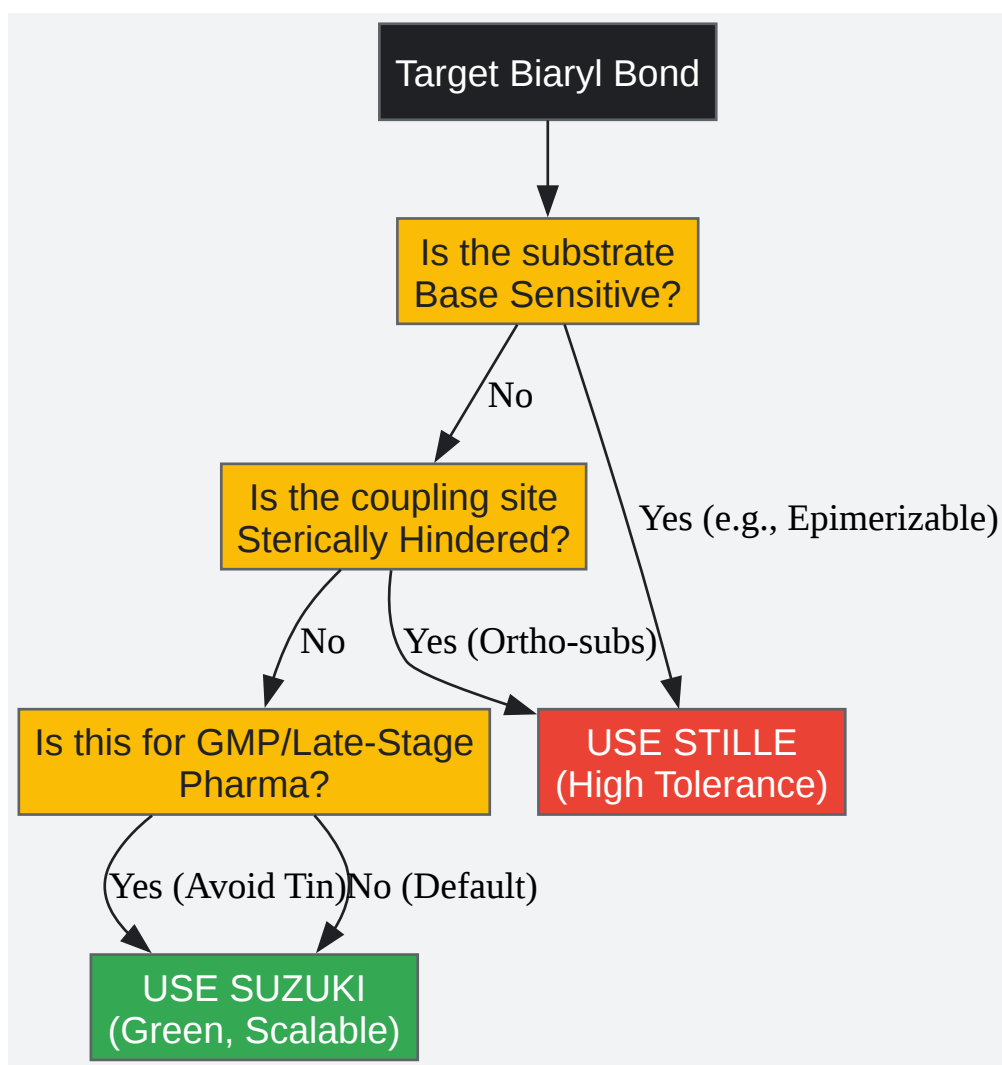 Target Biaryl Bond
Is the substrate
Base Sensitive?
No
Is the coupling site
Sterically Hindered?
Yes (e.g., Epimerizable)
No
Yes (Ortho-subs)
Is this for GMP/Late-Stage
Pharma?
USE STILLE
(High Tolerance)
Yes (Avoid Tin)
No (Default)
USE SUZUKI
(Green, Scalable)